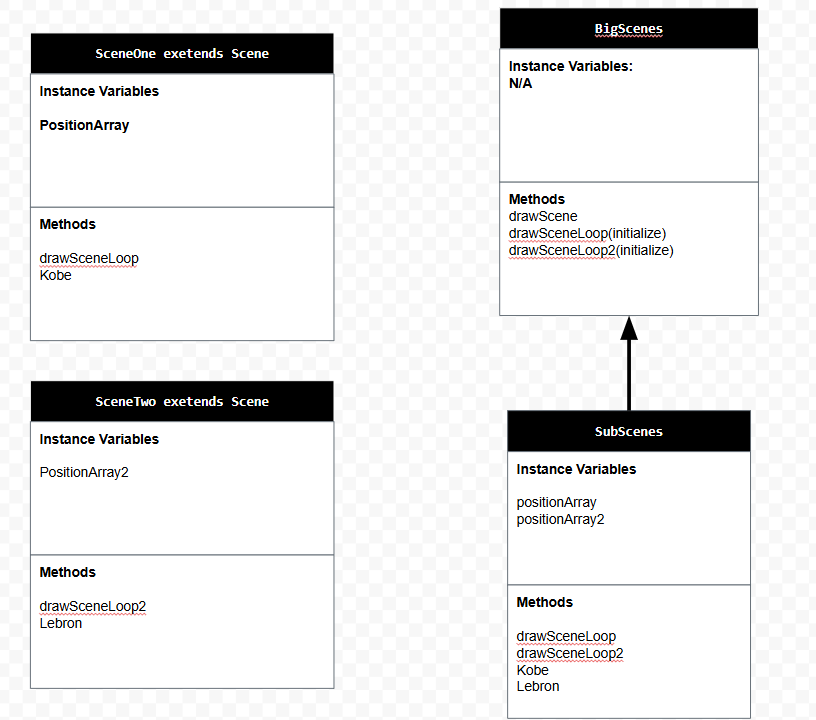 SceneOne exetends Scene
Instance Variables
PositionArray
Methods
drawSceneLoop
Kobe
SceneTwo exetends Scene
Instance Variables
PositionArray2
Methods
drawSceneLoop2
Lebron
BigScenes
Instance Variables:
N/A
Methods
drawScene
drawSceneLoop(initialize)
drawSceneLoop2(initialize)
SubScenes
Instance Variables
positionArray
positionArray2
Methods
drawSceneLoop
drawSceneLoop2
Kobe
Lebron